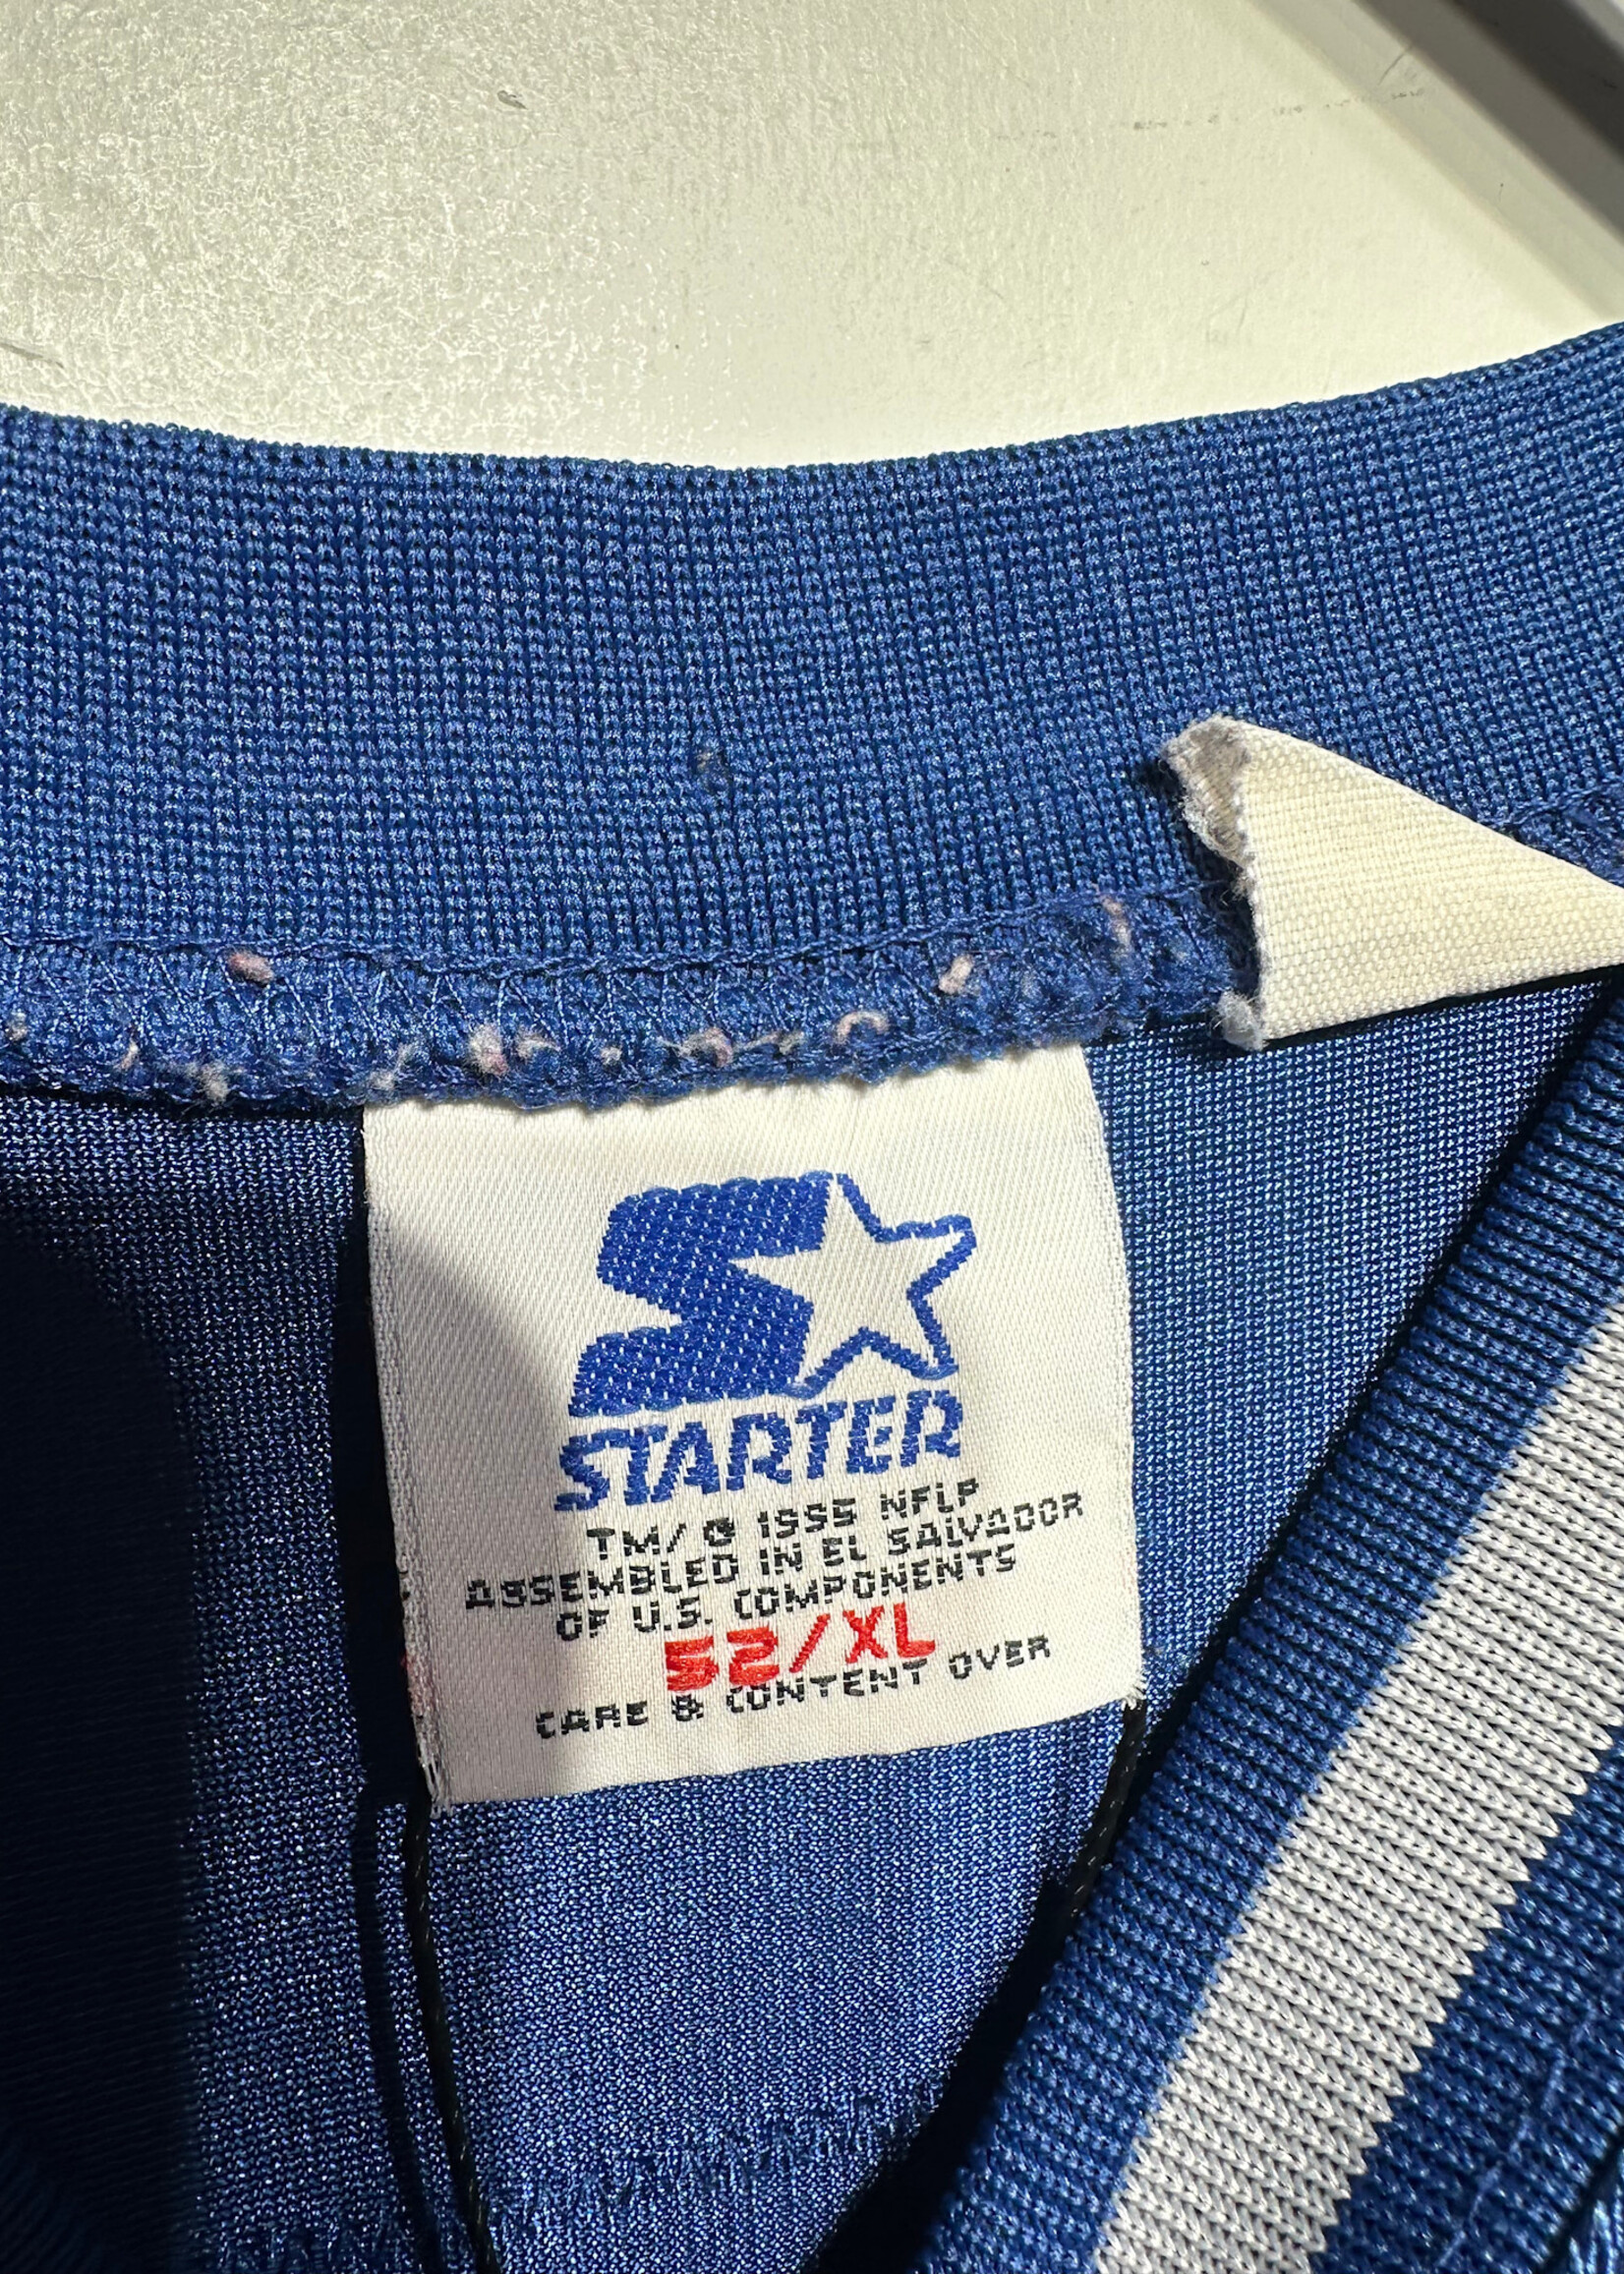 STARTER
TM/© 1995 NFLP
ASSEMBLED IN EL SALVADOR
OF U.S. COMPONENTS
52/XL
CARE & CONTENT OVER